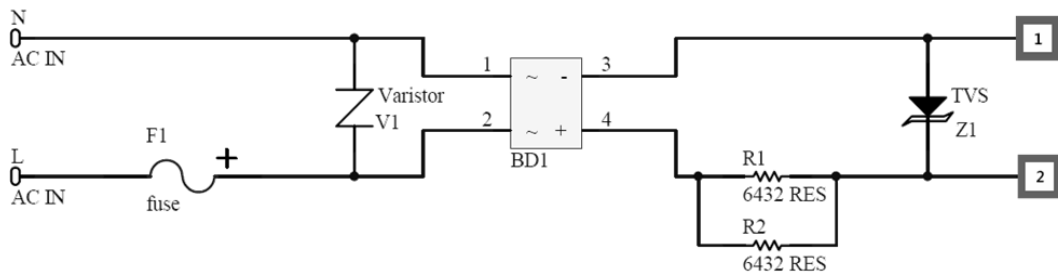 N
AC IN
L
AC IN
F1
fuse
+
Varistor
V1
1
2
~ -
~ +
BD1
3
4
R1
6432 RES
R2
6432 RES
TVS
Z1
1
2